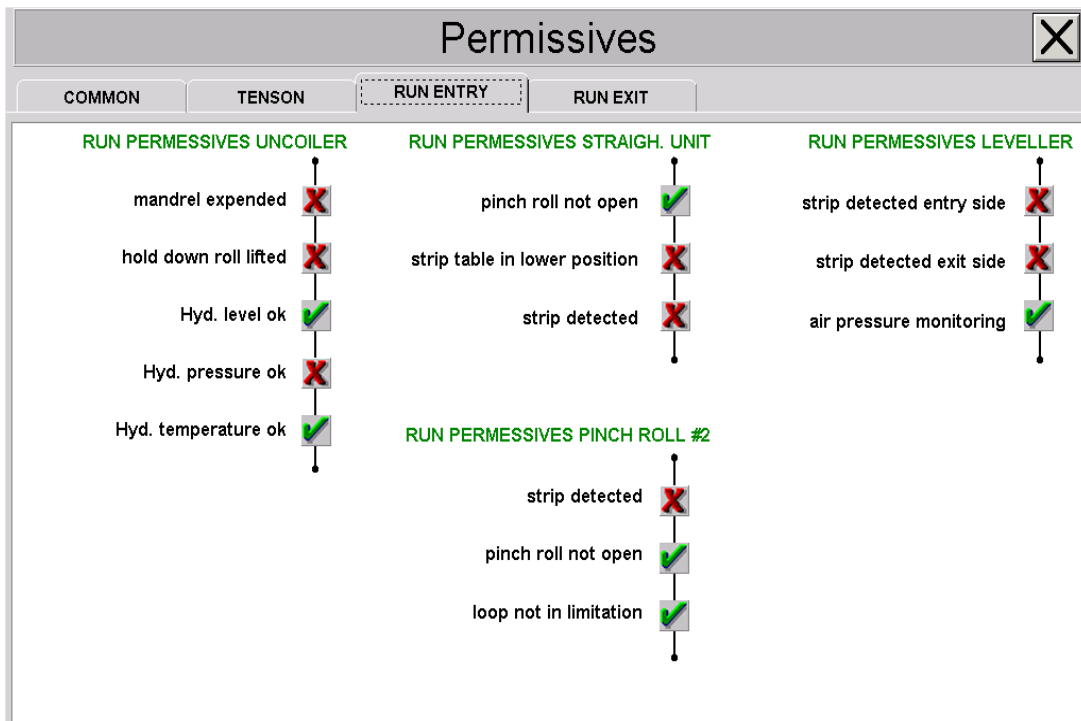 Permissives
COMMON
TENSON
RUN ENTRY
RUN EXIT
RUN PERMESSIVES UNCOILER
mandrel expended
hold down roll lifted
Hyd. level ok
Hyd. pressure ok
Hyd. temperature ok
RUN PERMESSIVES STRAIGH. UNIT
pinch roll not open
strip table in lower position
strip detected
RUN PERMESSIVES PINCH ROLL #2
strip detected
pinch roll not open
loop not in limitation
RUN PERMESSIVES LEVELLER
strip detected entry side
strip detected exit side
air pressure monitoring